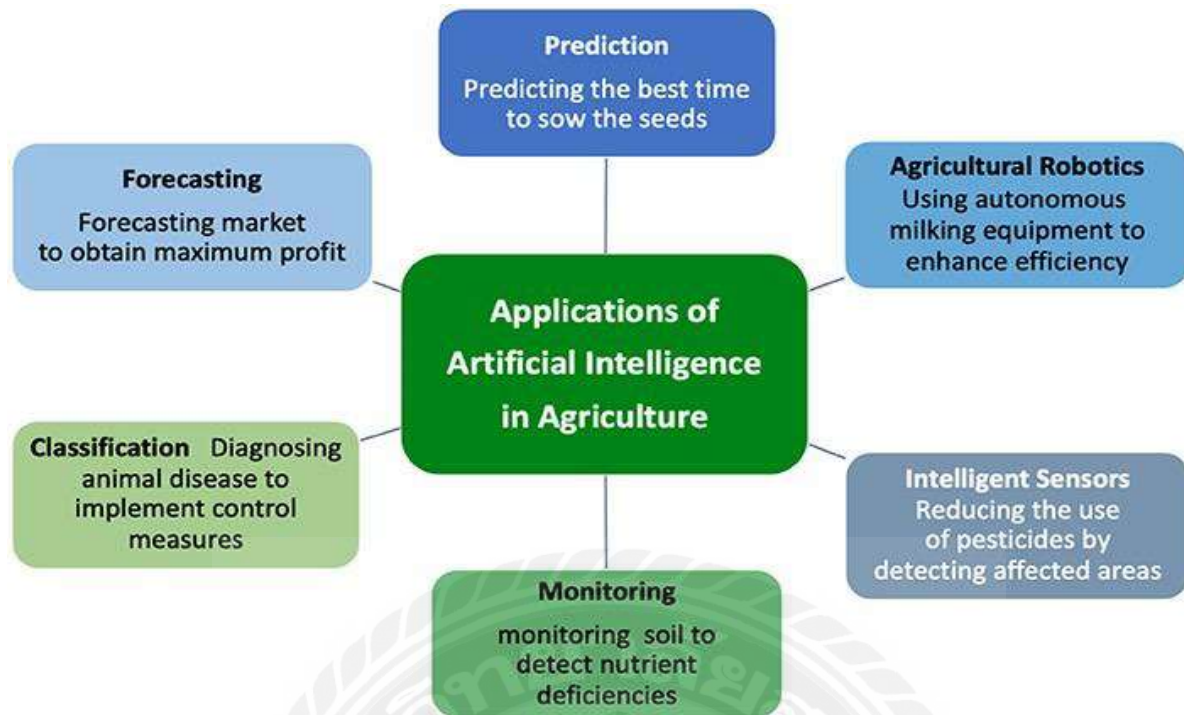 Prediction
Predicting the best time
to sow the seeds
Forecasting
Forecasting market
to obtain maximum profit
Agricultural Robotics
Using autonomous
milking equipment to
enhance efficiency
Applications of
Artificial Intelligence
in Agriculture
Classification Diagnosing
animal disease to
implement control
measures
Intelligent Sensors
Reducing the use
of pesticides by
detecting affected areas
Monitoring
monitoring soil to
detect nutrient
deficiencies